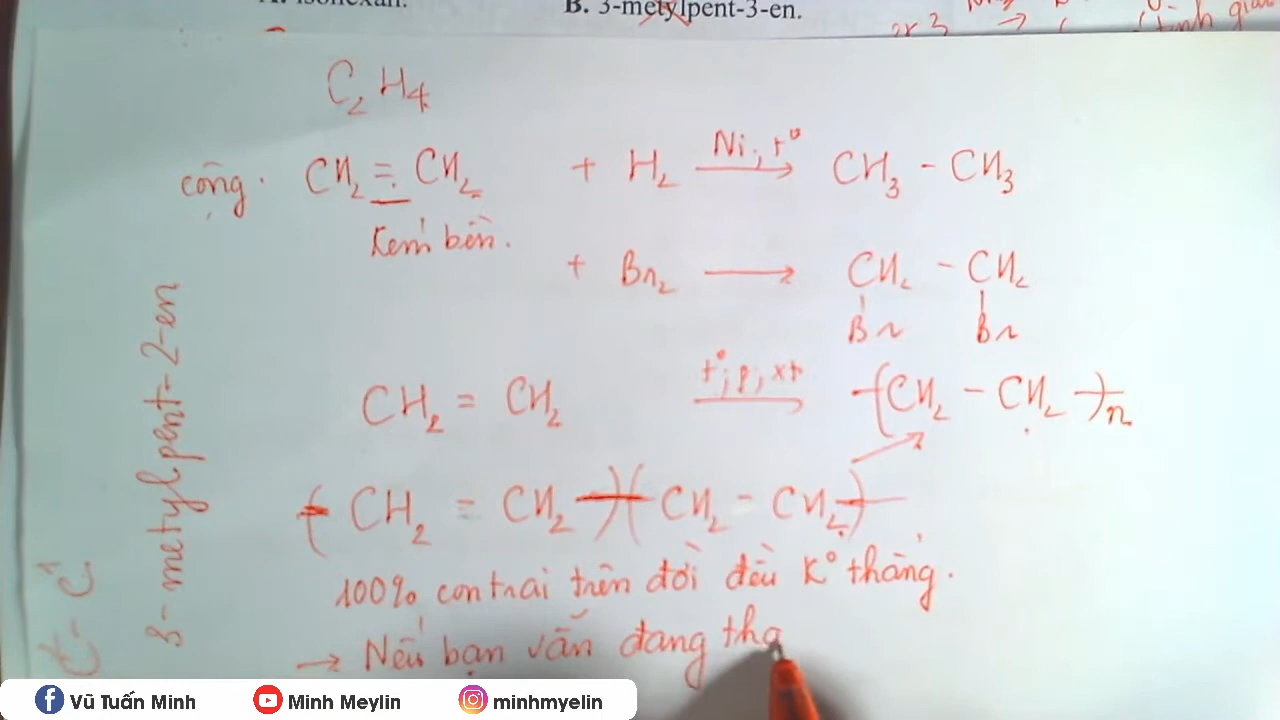 A. isohexan.
B. 3-metylpent-3-en.
C₂H₄
cộng. CH₂ = CH₂ + H₂ Ni, t° → CH₃ - CH₃
Kém bền.
+ Br₂ → CH₂ - CH₂
Br Br
CH₂ = CH₂ t°, p, xt → (CH₂ - CH₂)n
(CH₂ = CH₂)(CH₂ - CH₂)
100% con trai trên đời đều K° thẳng.
→ Nếu bạn vẫn đang tha
3-metylpent-2-en
C - C
Vũ Tuấn Minh
Minh Meylin
minhmyelin